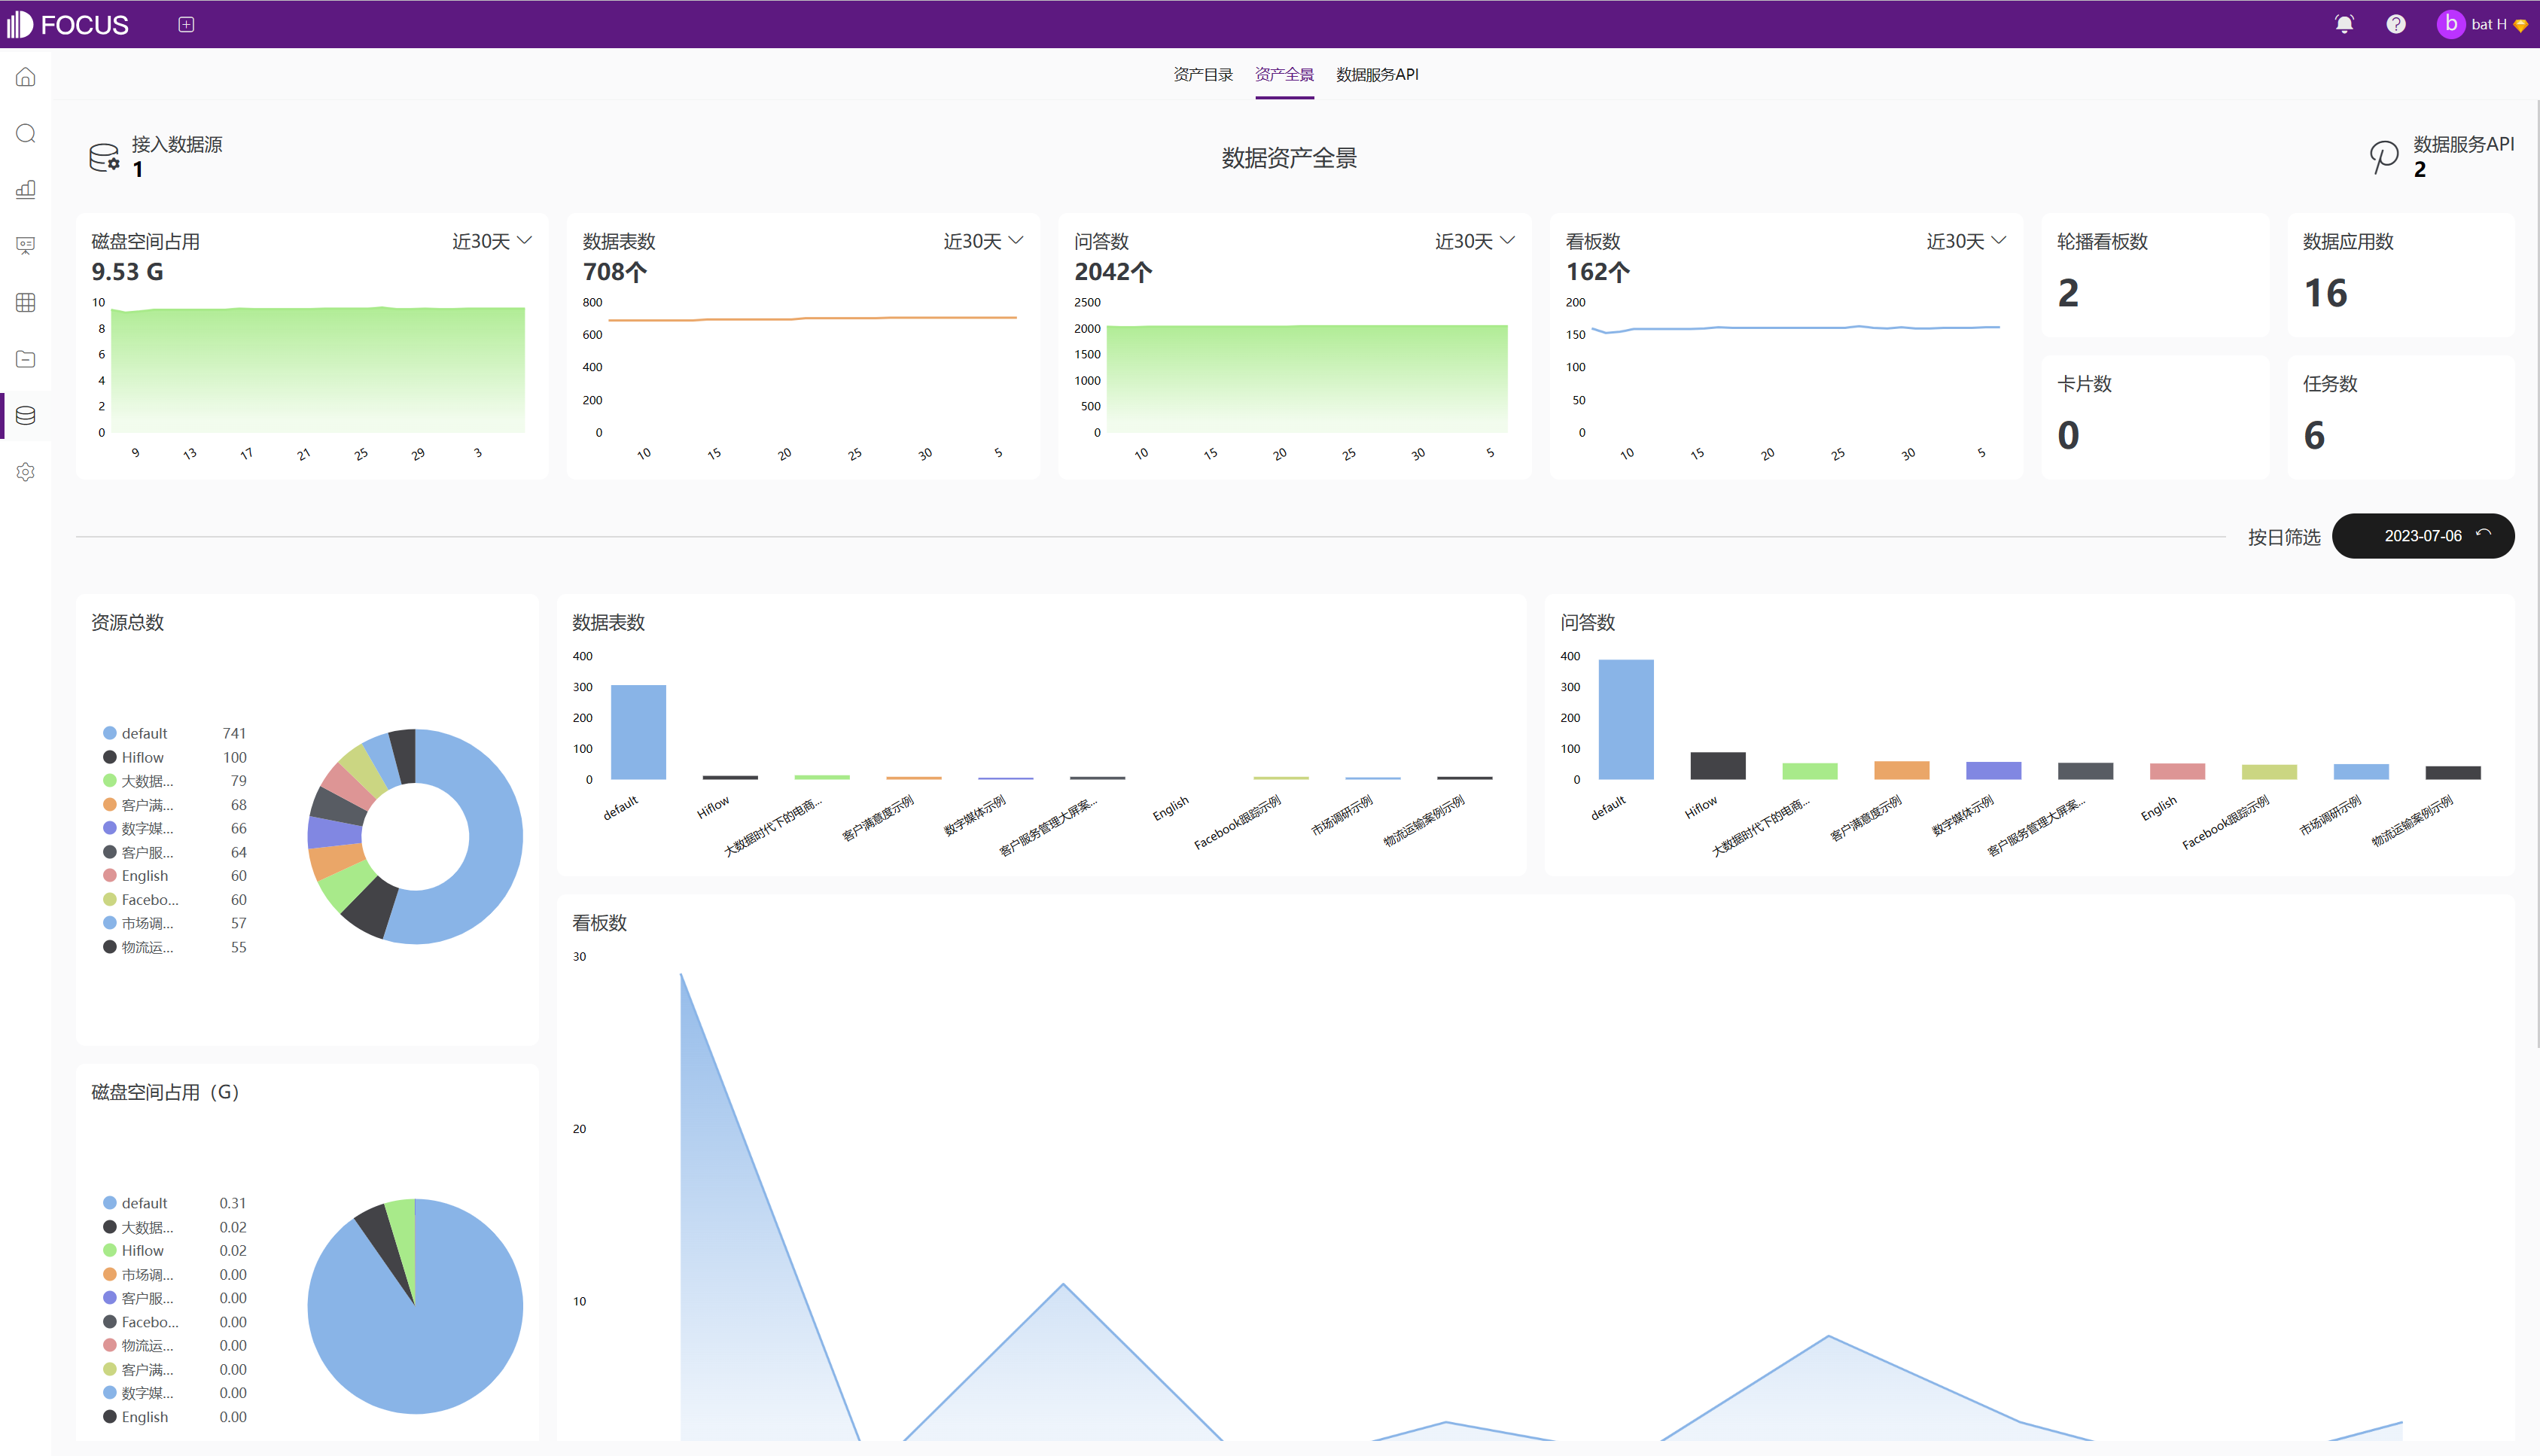 FOCUS
b bat H
资产目录 资产全景 数据服务API
接入数据源
1
数据资产全景
数据服务API
2
磁盘空间占用 近30天
9.53 G
10
8
6
4
2
0
9 13 17 21 25 29 3
数据表数 近30天
708个
800
600
400
200
0
10 15 20 25 30 5
问答数 近30天
2042个
2500
2000
1500
1000
500
0
10 15 20 25 30 5
看板数 近30天
162个
200
150
100
50
0
10 15 20 25 30 5
轮播看板数
2
数据应用数
16
卡片数
0
任务数
6
按日筛选 2023-07-06
资源总数
default 741
Hiflow 100
大数据... 79
客户满... 68
数字媒... 66
客户服... 64
English 60
Facebo... 60
市场调... 57
物流运... 55
数据表数
400
300
200
100
0
default Hiflow 大数据时代下的电商... 客户满意度示例 数字媒体示例 客户服务管理大屏案... English Facebook跟踪示例 市场调研示例 物流运输案例示例
问答数
400
300
200
100
0
default Hiflow 大数据时代下的电商... 客户满意度示例 数字媒体示例 客户服务管理大屏案... English Facebook跟踪示例 市场调研示例 物流运输案例示例
看板数
30
20
10
磁盘空间占用（G）
default 0.31
大数据... 0.02
Hiflow 0.02
市场调... 0.00
客户服... 0.00
Facebo... 0.00
物流运... 0.00
客户满... 0.00
数字媒... 0.00
English 0.00